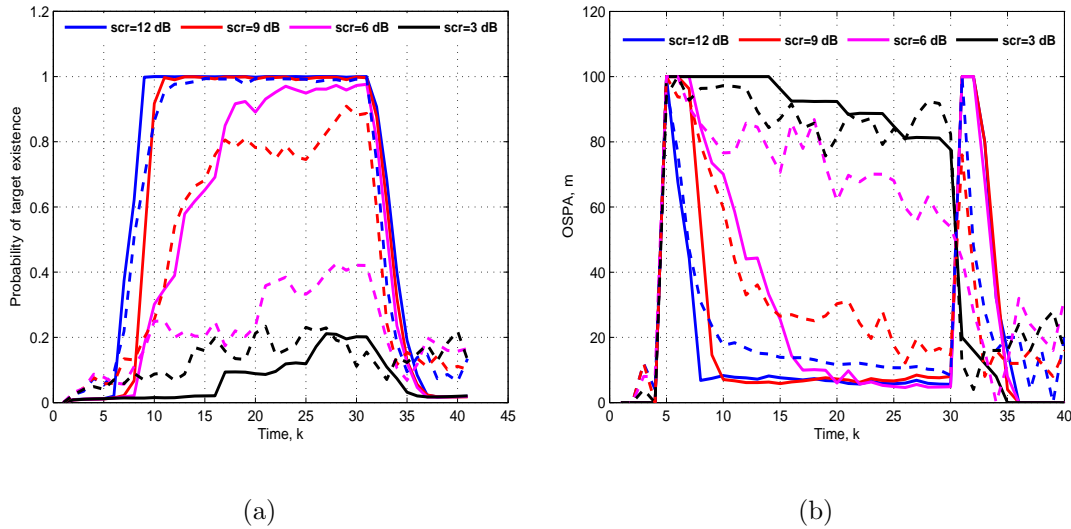 scr=12 dB scr=9 dB scr=6 dB scr=3 dB
1.2
1
0.8
0.6
0.4
0.2
0
Probability of target existence
0 5 10 15 20 25 30 35 40 45
Time, k
(a)
scr=12 dB scr=9 dB scr=6 dB scr=3 dB
120
100
80
60
40
20
0
OSPA, m
0 5 10 15 20 25 30 35 40
Time, k
(b)